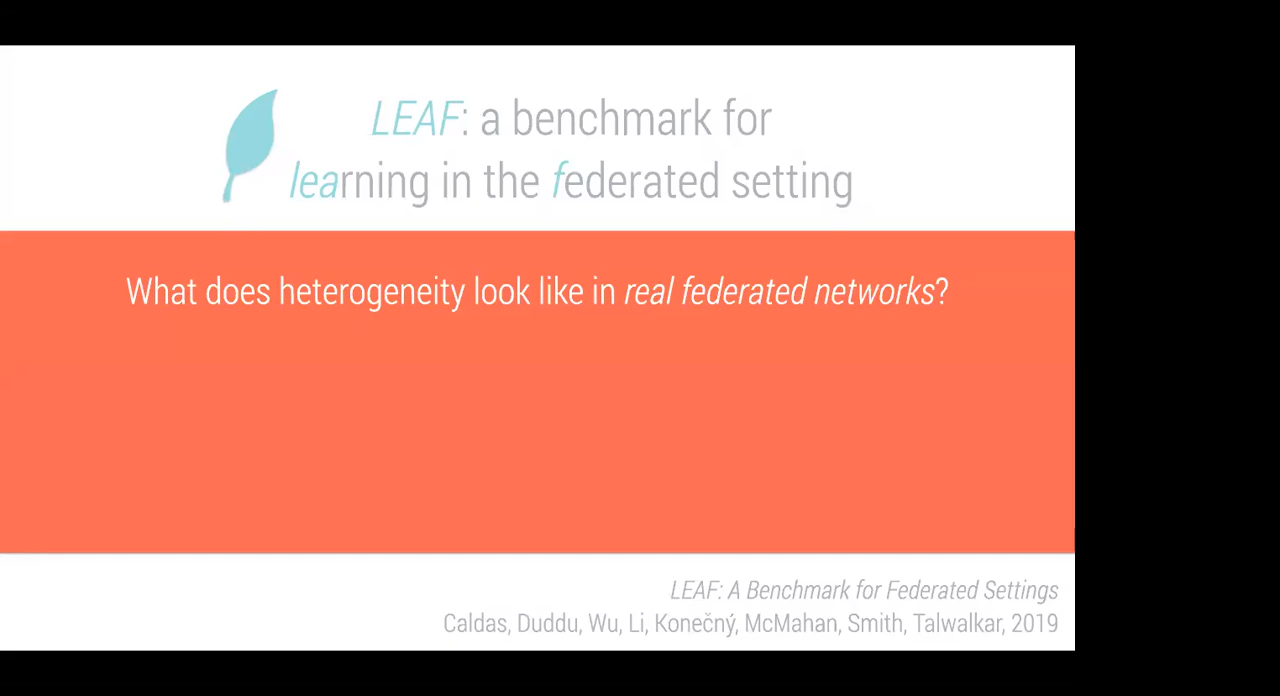 LEAF: a benchmark for
learning in the federated setting
What does heterogeneity look like in real federated networks?
LEAF: A Benchmark for Federated Settings
Caldas, Duddu, Wu, Li, Konečný, McMahan, Smith, Talwalkar, 2019